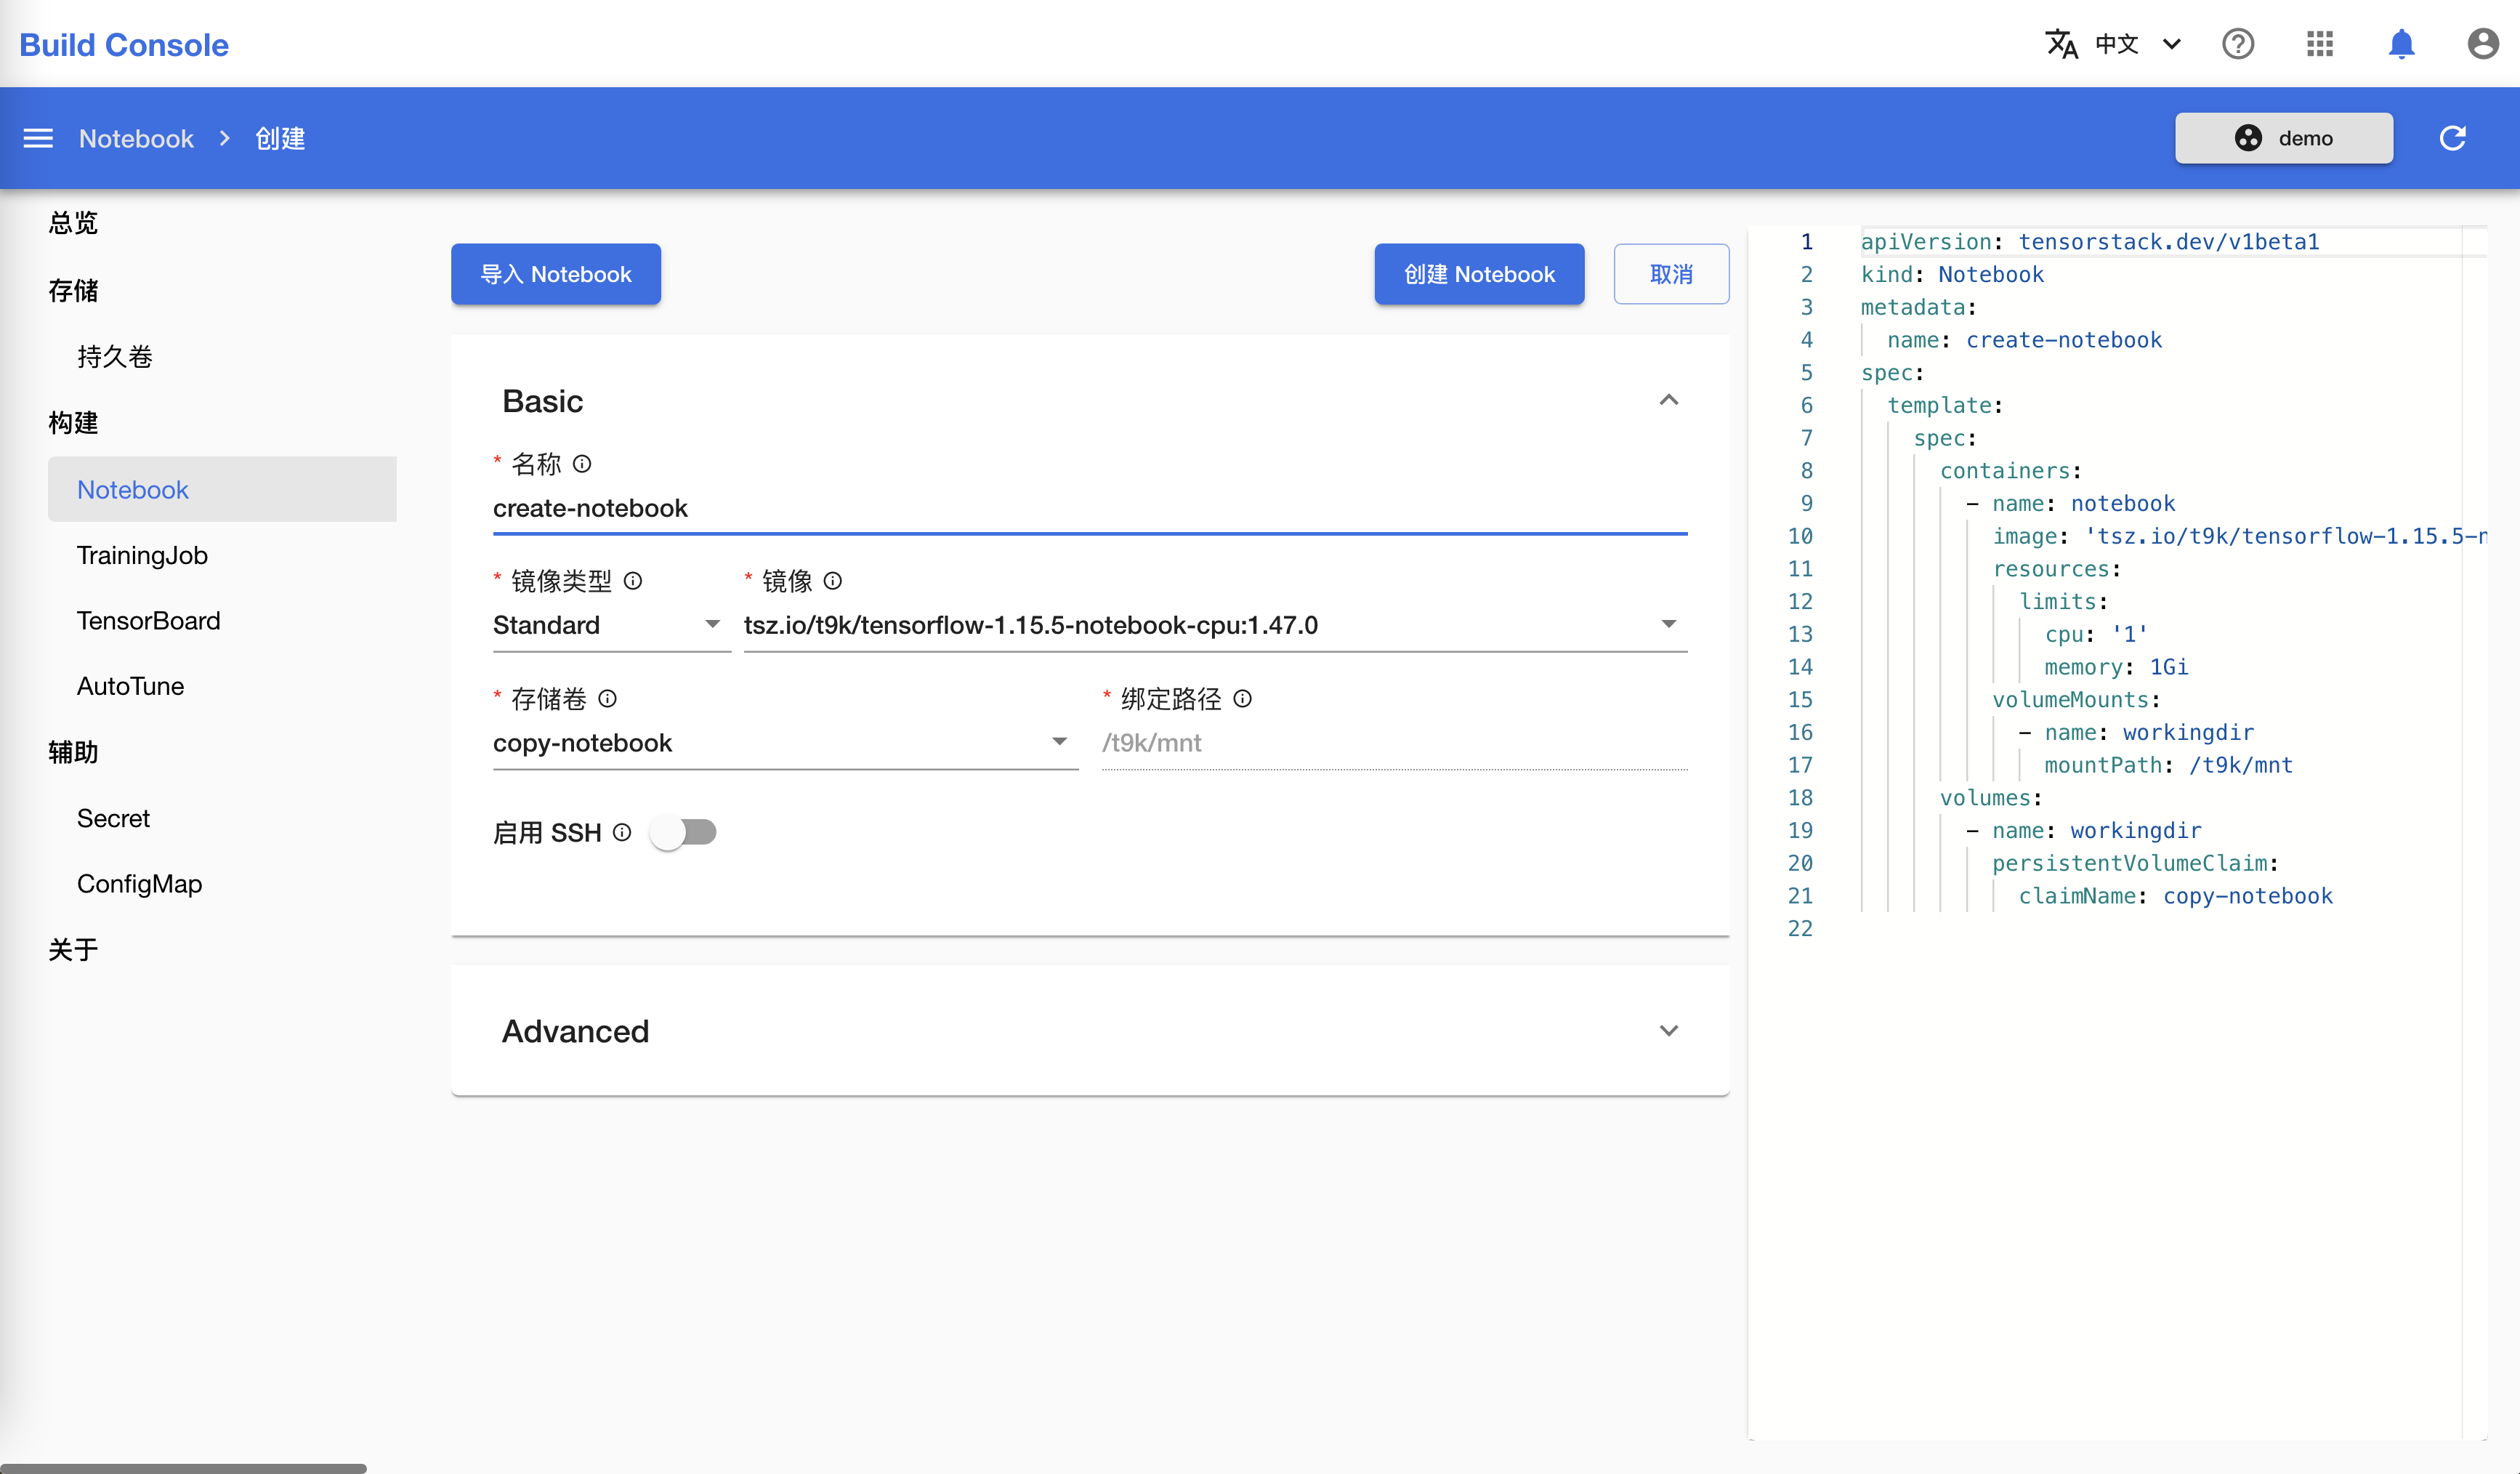 Build Console
中文
Notebook > 创建
demo
总览
存储
持久卷
构建
Notebook
TrainingJob
TensorBoard
AutoTune
辅助
Secret
ConfigMap
关于
导入 Notebook
创建 Notebook
取消
Basic
* 名称
create-notebook
* 镜像类型
Standard
* 镜像
tsz.io/t9k/tensorflow-1.15.5-notebook-cpu:1.47.0
* 存储卷
copy-notebook
* 绑定路径
/t9k/mnt
启用 SSH
Advanced
1 apiVersion: tensorstack.dev/v1beta1
2 kind: Notebook
3 metadata:
4 name: create-notebook
5 spec:
6 template:
7 spec:
8 containers:
9 - name: notebook
10 image: 'tsz.io/t9k/tensorflow-1.15.5-n
11 resources:
12 limits:
13 cpu: '1'
14 memory: 1Gi
15 volumeMounts:
16 - name: workingdir
17 mountPath: /t9k/mnt
18 volumes:
19 - name: workingdir
20 persistentVolumeClaim:
21 claimName: copy-notebook
22